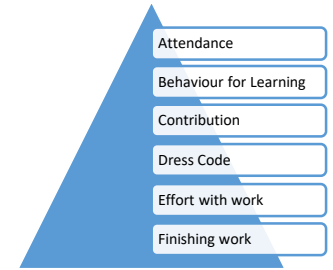 Attendance
Behaviour for Learning
Contribution
Dress Code
Effort with work
Finishing work